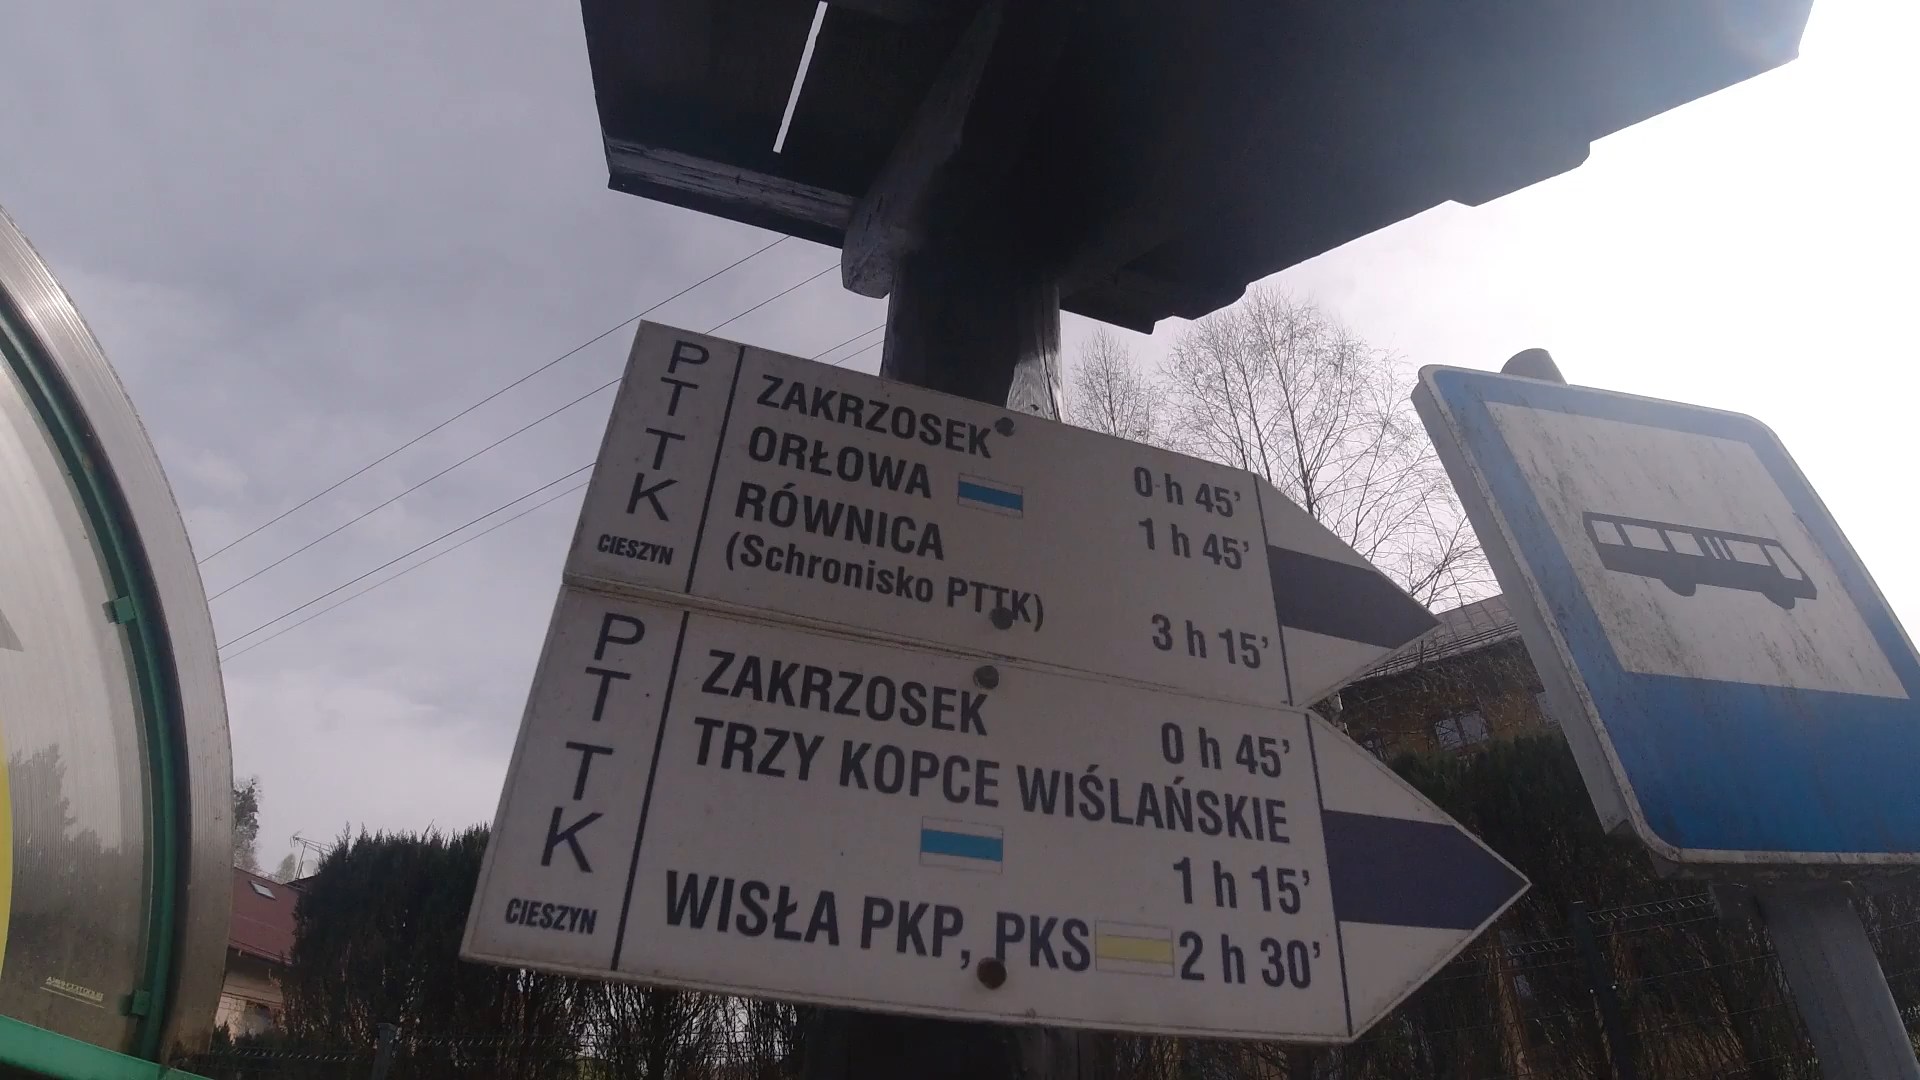 PTTK
CIESZYN
ZAKRZOSEK 0 h 45'
ORŁOWA 1 h 45'
RÓWNICA
(Schronisko PTTK) 3 h 15'
PTTK
CIESZYN
ZAKRZOSEK 0 h 45'
TRZY KOPCE WIŚLAŃSKIE
1 h 15'
WISŁA PKP, PKS 2 h 30'